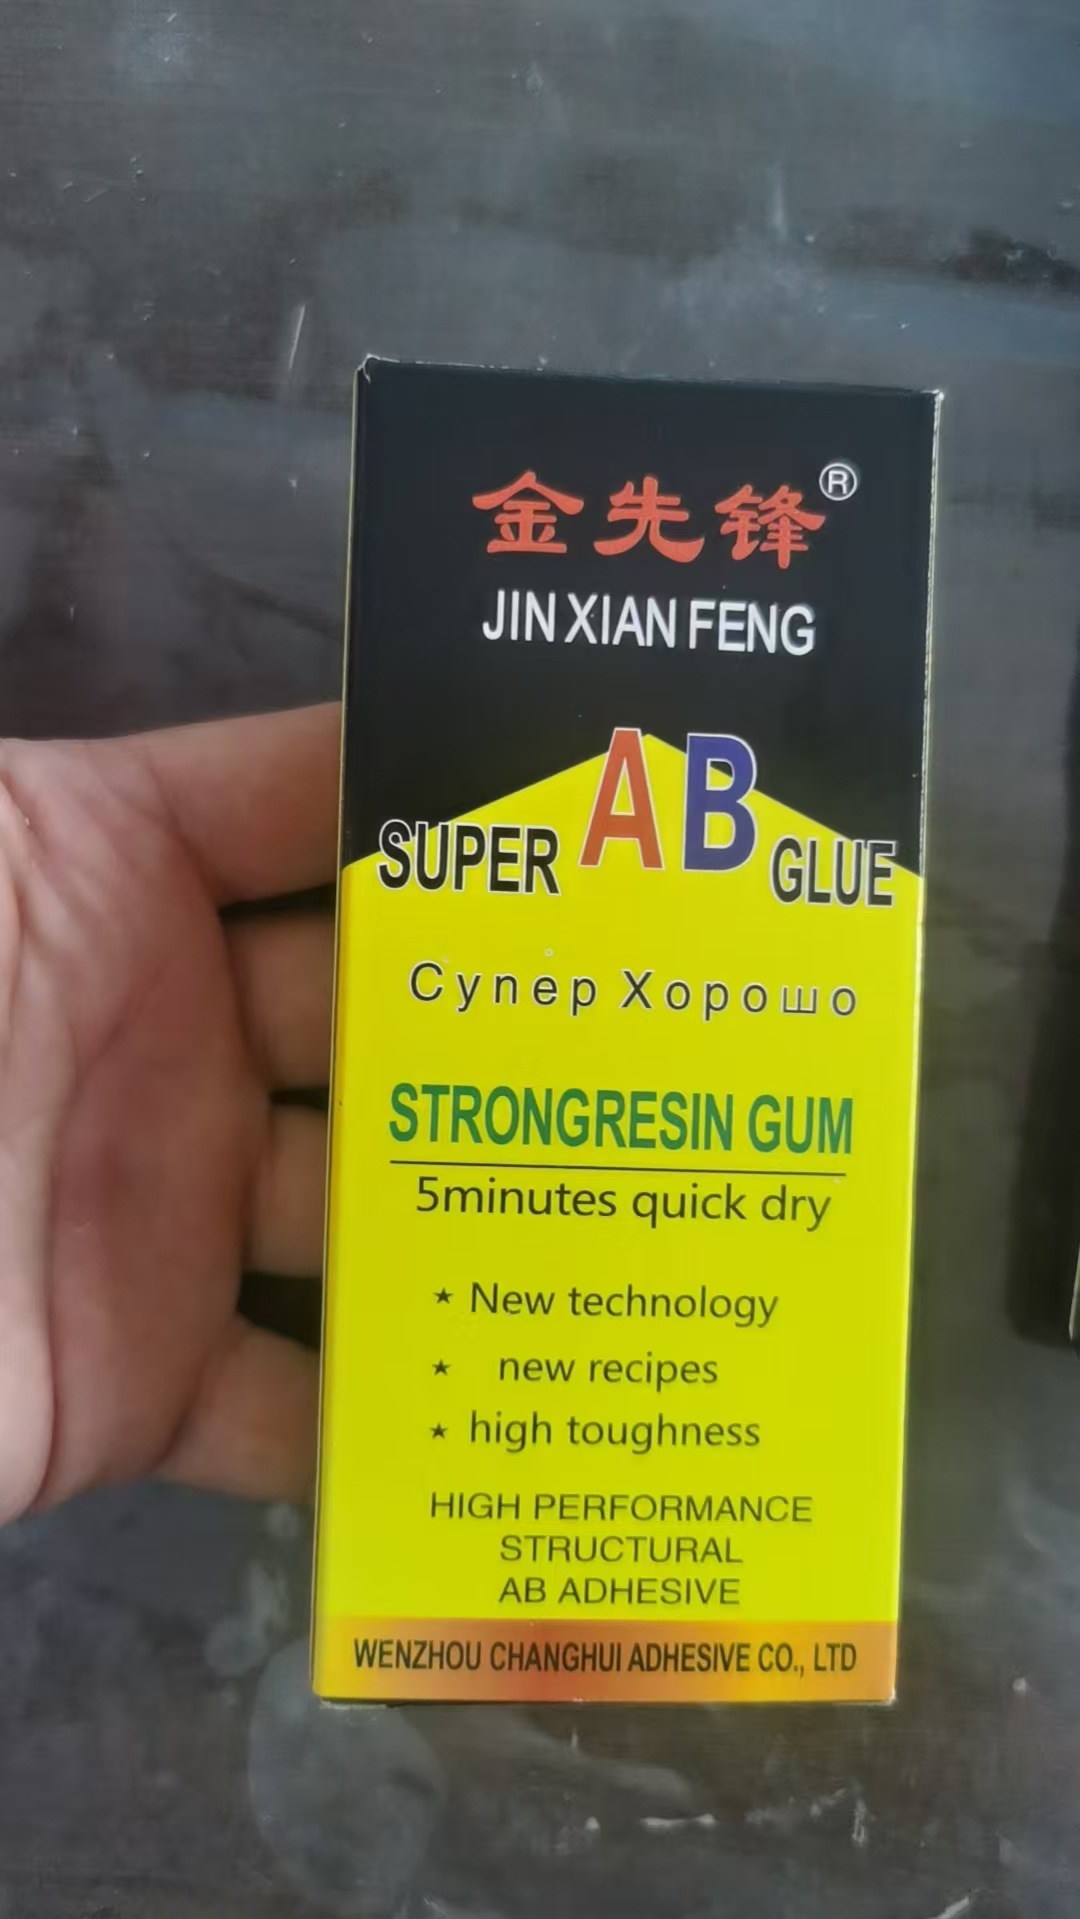 金先锋®
JIN XIAN FENG
SUPER AB GLUE
Супер Хорошо
STRONGRESIN GUM
5minutes quick dry
★ New technology
★ new recipes
★ high toughness
HIGH PERFORMANCE
STRUCTURAL
AB ADHESIVE
WENZHOU CHANGHUI ADHESIVE CO., LTD